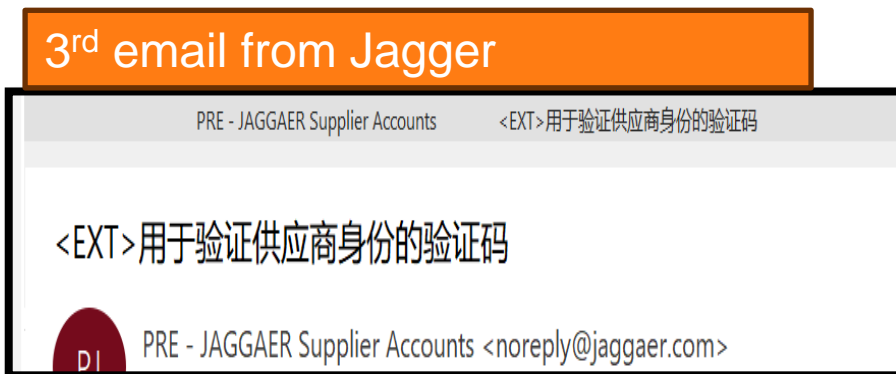 3rd email from Jagger
PRE - JAGGAER Supplier Accounts <EXT>用于验证供应商身份的验证码
<EXT>用于验证供应商身份的验证码
PRE - JAGGAER Supplier Accounts <noreply@jaggaer.com>